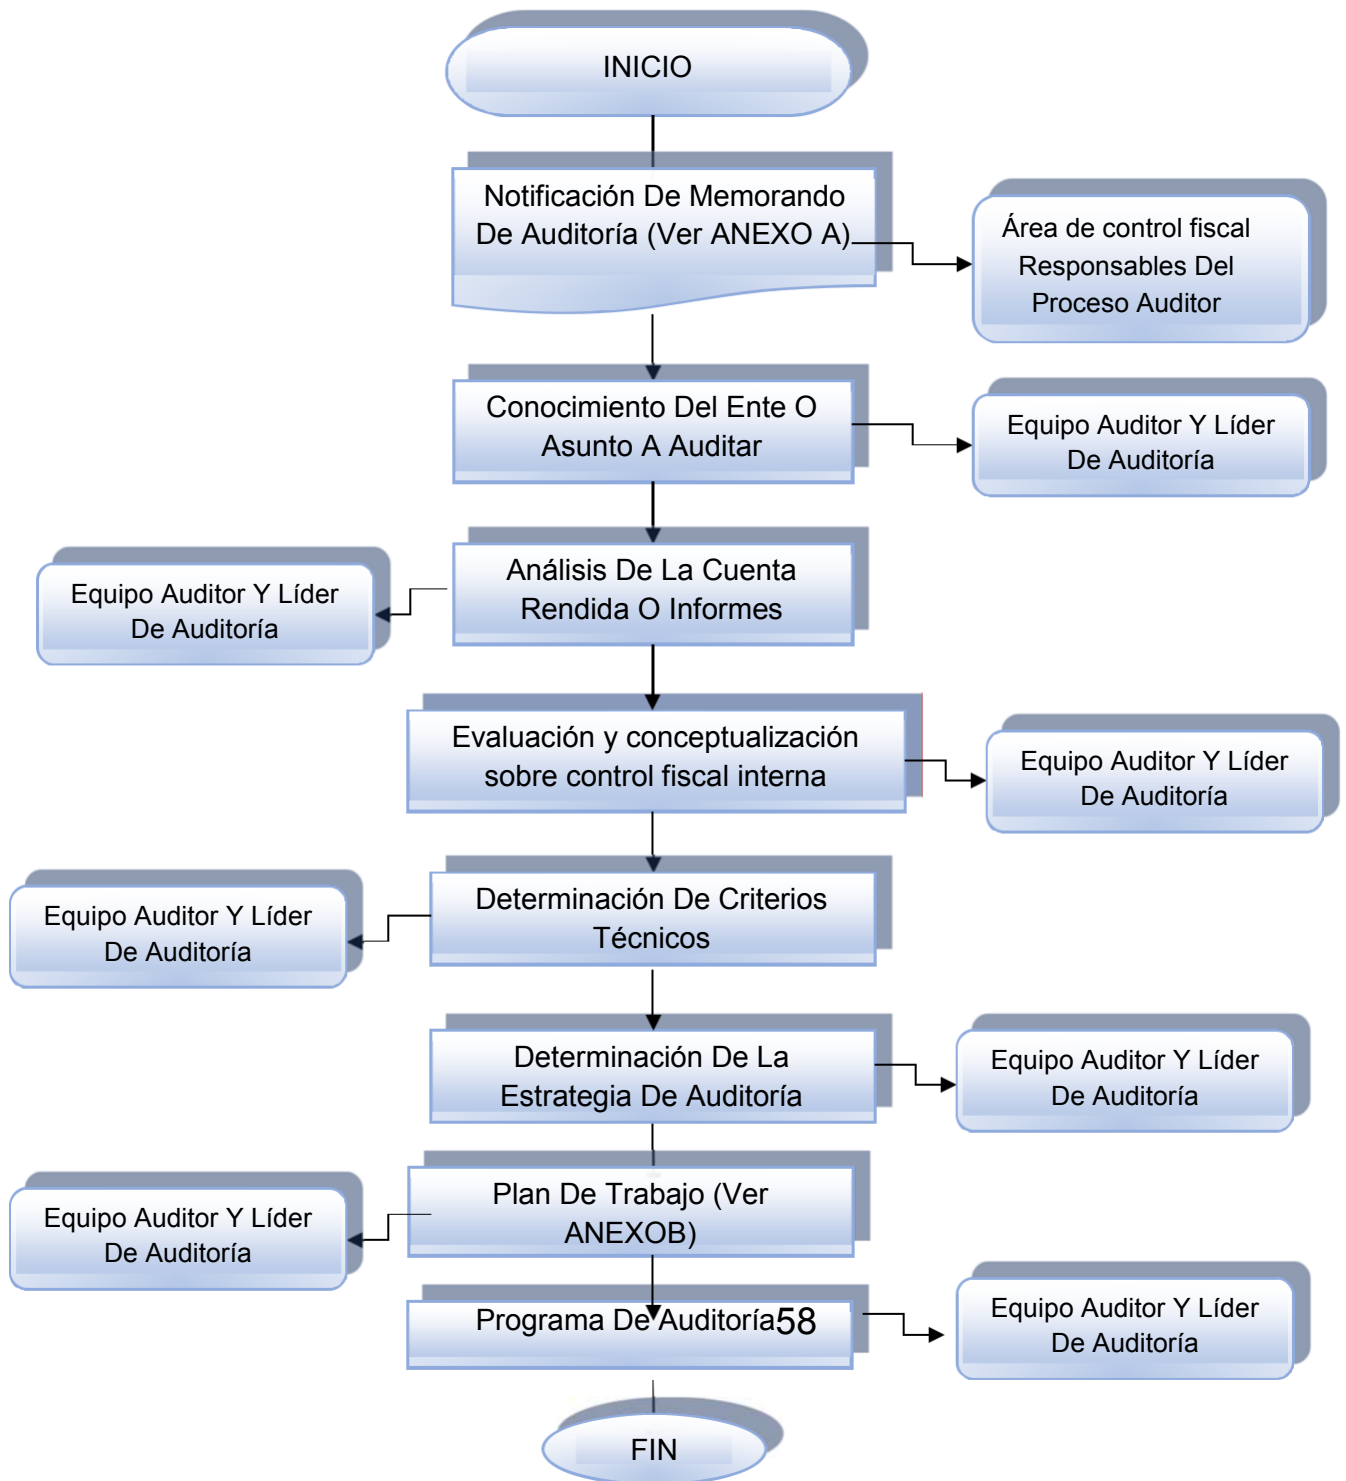 INICIO
Notificación De Memorando
De Auditoría (Ver ANEXO A)
Área de control fiscal
Responsables Del
Proceso Auditor
Conocimiento Del Ente O
Asunto A Auditar
Equipo Auditor Y Líder
De Auditoría
Análisis De La Cuenta
Rendida O Informes
Equipo Auditor Y Líder
De Auditoría
Evaluación y conceptualización
sobre control fiscal interna
Equipo Auditor Y Líder
De Auditoría
Determinación De Criterios
Técnicos
Equipo Auditor Y Líder
De Auditoría
Determinación De La
Estrategia De Auditoría
Equipo Auditor Y Líder
De Auditoría
Plan De Trabajo (Ver
ANEXOB)
Equipo Auditor Y Líder
De Auditoría
Programa De Auditoría58
Equipo Auditor Y Líder
De Auditoría
FIN